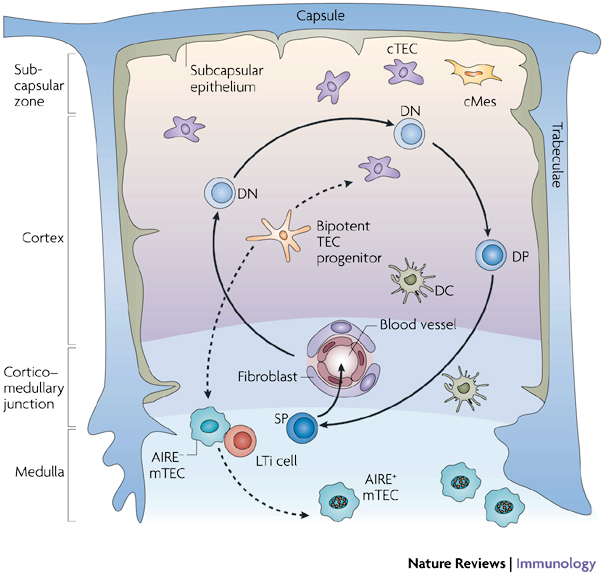 Capsule
Sub-
capsular
zone
Subcapsular
epithelium
cTEC
cMes
DN
Trabeculae
DN
Cortex
Bipotent
TEC
progenitor
DP
DC
Blood vessel
Cortico–
medullary
junction
Fibroblast
SP
Medulla
AIRE⁻
mTEC
LTi cell
AIRE⁺
mTEC
Nature Reviews | Immunology